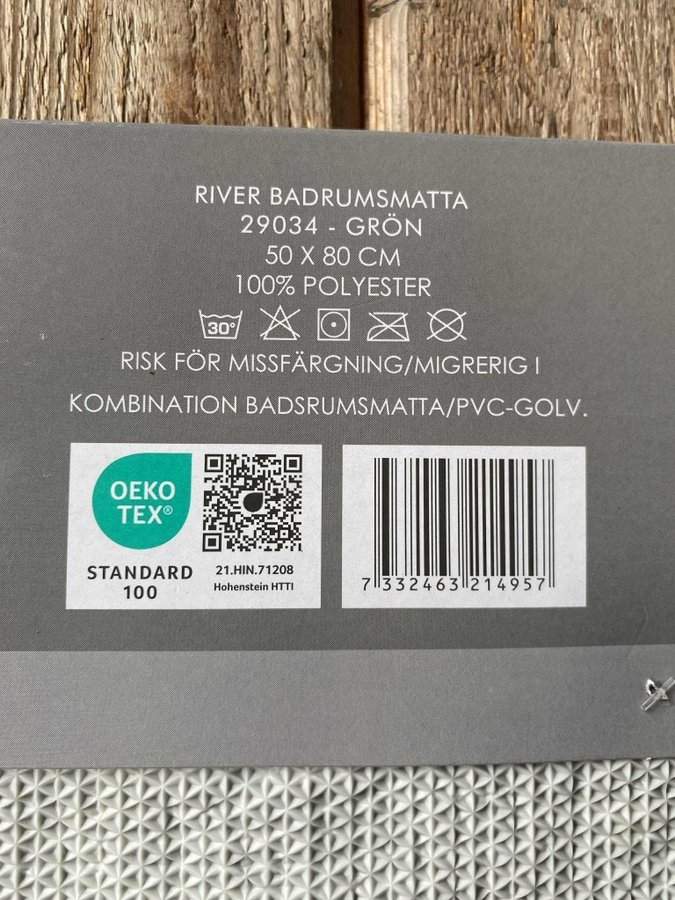 RIVER BADRUMSMATTA
29034 - GRÖN
50 X 80 CM
100% POLYESTER
30°
RISK FÖR MISSFÄRGNING/MIGRERIG I
KOMBINATION BADSRUMSMATTA/PVC-GOLV.
OEKO
TEX®
STANDARD
100
21.HIN.71208
Hohenstein HTTI
7 332463 214957